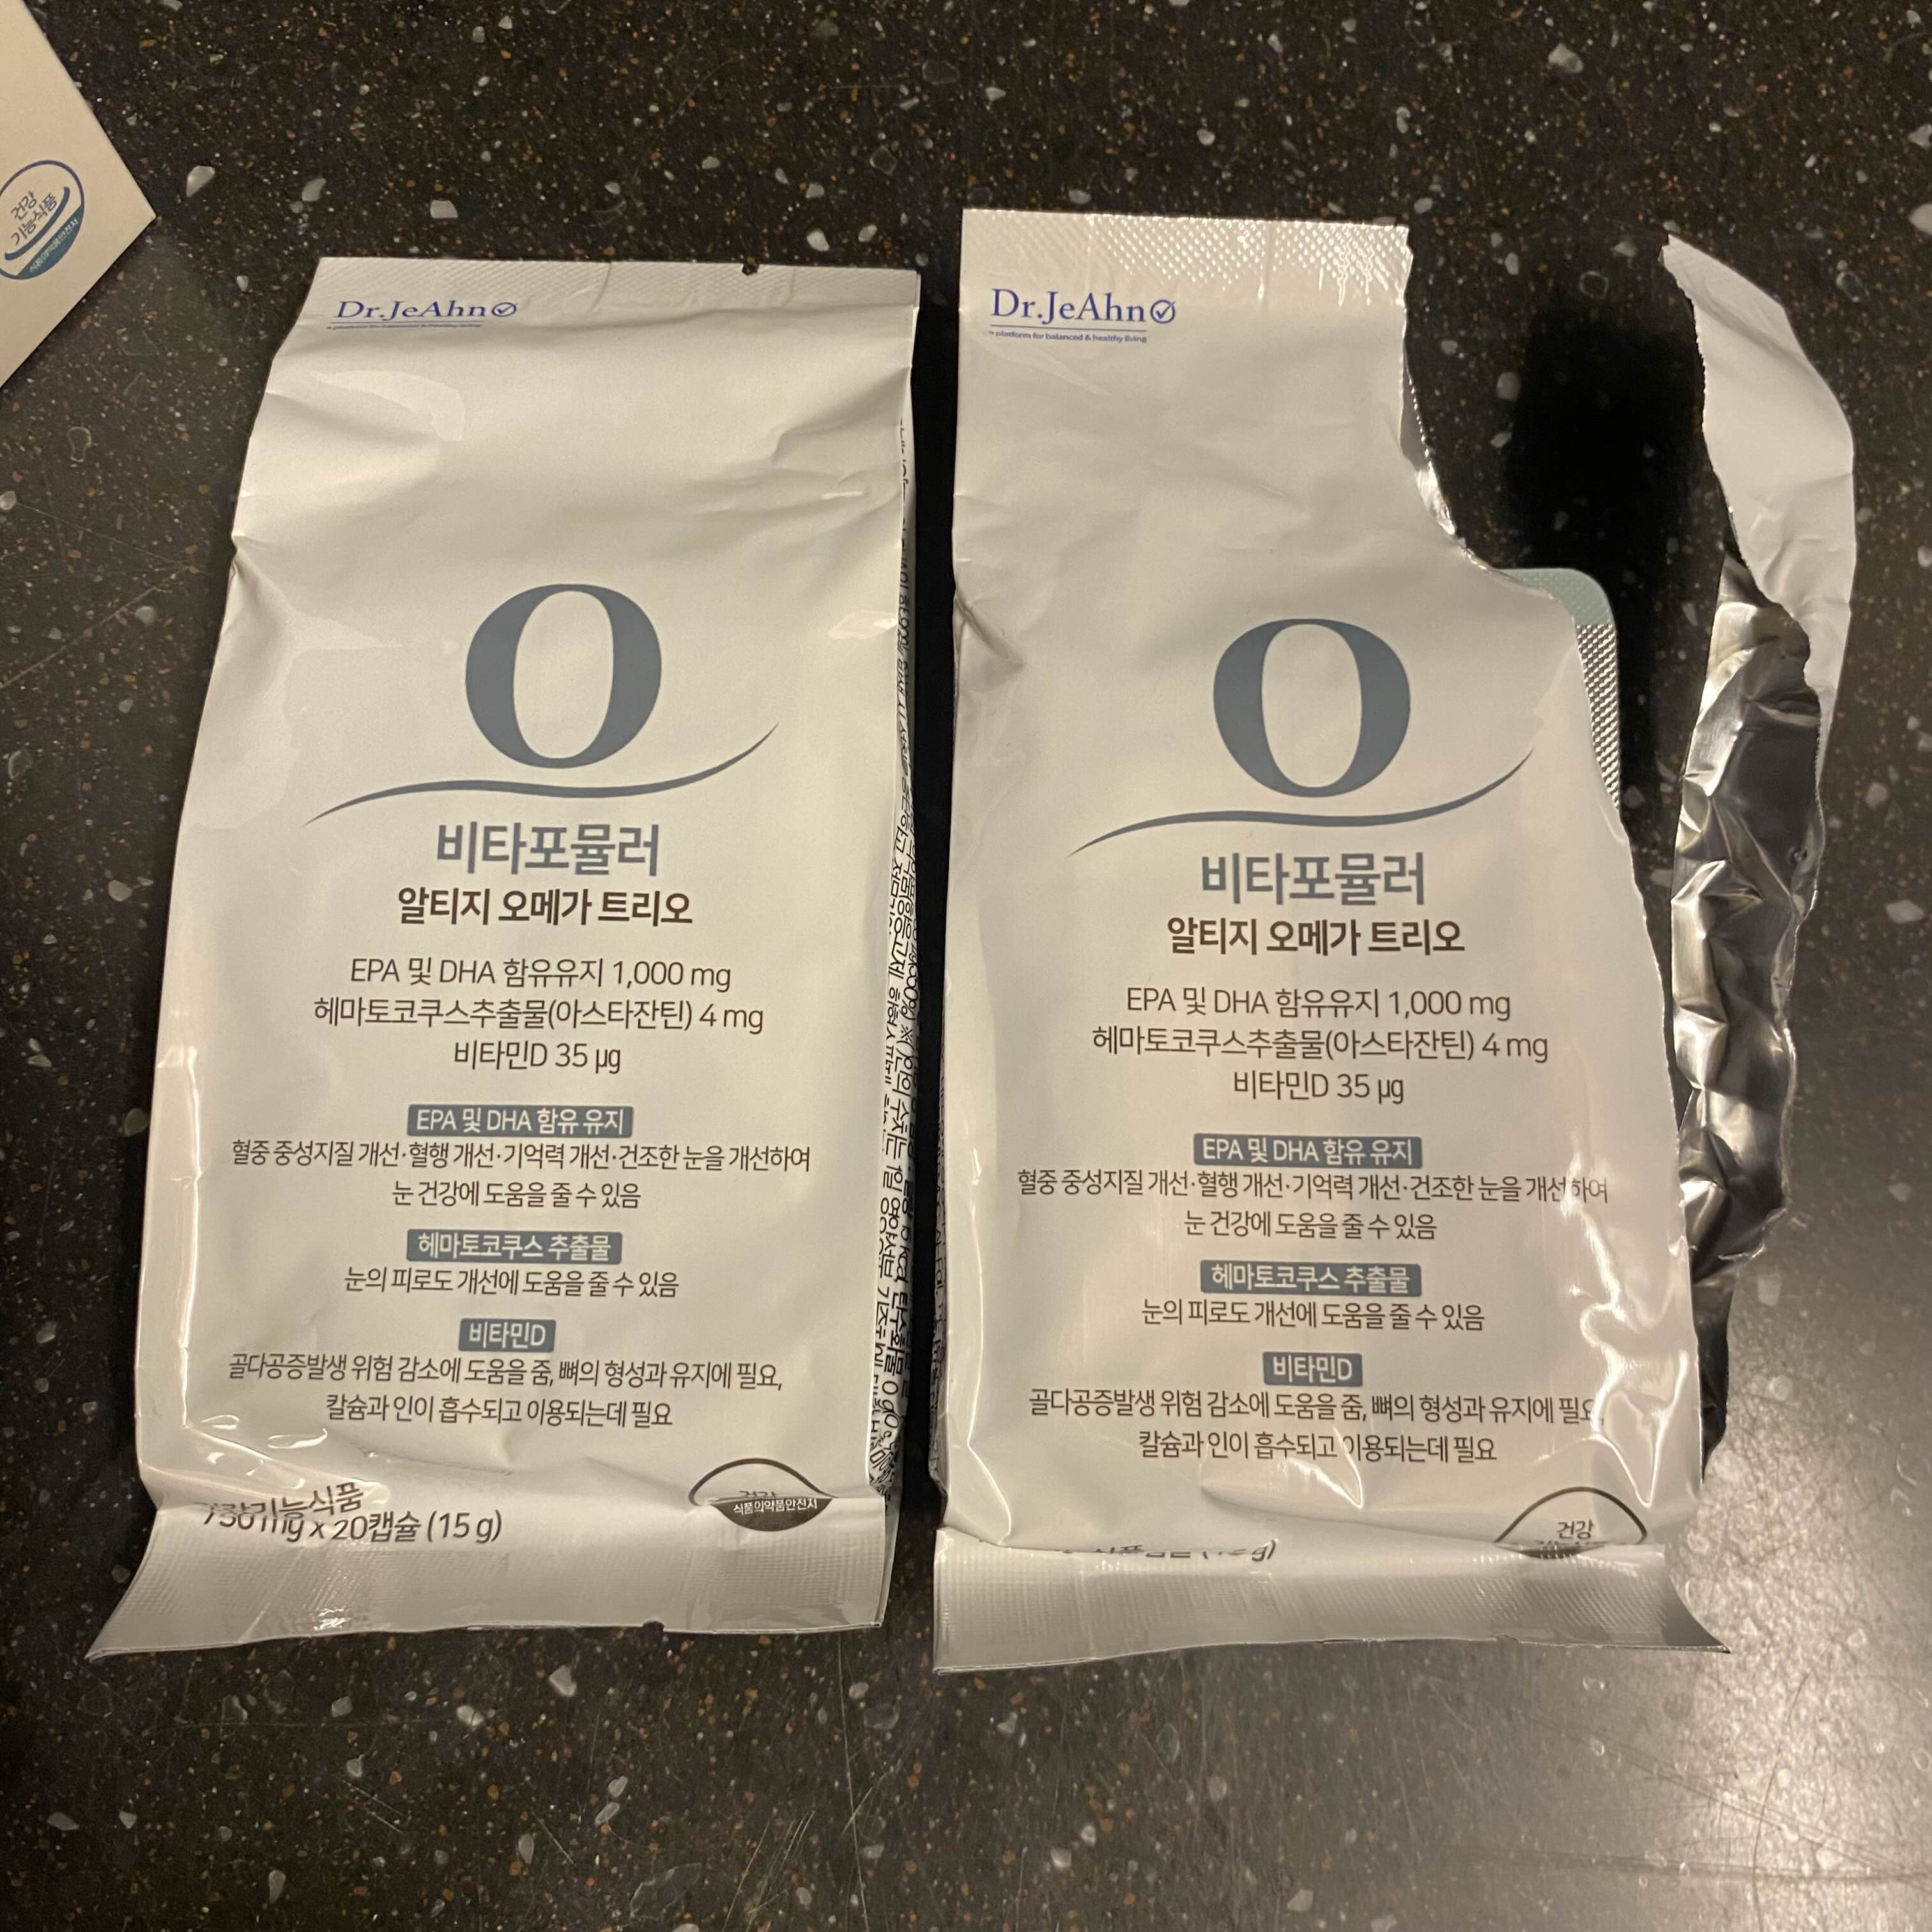 건강
기능식품
식품의약품안전처
Dr.JeAhn
O
비타포뮬러
알티지 오메가 트리오
EPA 및 DHA 함유유지 1,000 mg
헤마토코쿠스추출물(아스타잔틴) 4 mg
비타민D 35 µg
EPA 및 DHA 함유 유지
혈중 중성지질 개선·혈행 개선·기억력 개선·건조한 눈을 개선하여
눈 건강에 도움을 줄 수 있음
헤마토코쿠스 추출물
눈의 피로도 개선에 도움을 줄 수 있음
비타민D
골다공증발생 위험 감소에 도움을 줌, 뼈의 형성과 유지에 필요,
칼슘과 인이 흡수되고 이용되는데 필요
건강기능식품
750 mg x 20캡슐 (15 g)
식품의약품안전처
Dr.JeAhn
a platform for balanced & healthy living
O
비타포뮬러
알티지 오메가 트리오
EPA 및 DHA 함유유지 1,000 mg
헤마토코쿠스추출물(아스타잔틴) 4 mg
비타민D 35 µg
EPA 및 DHA 함유 유지
혈중 중성지질 개선·혈행 개선·기억력 개선·건조한 눈을 개선하여
눈 건강에 도움을 줄 수 있음
헤마토코쿠스 추출물
눈의 피로도 개선에 도움을 줄 수 있음
비타민D
골다공증발생 위험 감소에 도움을 줌, 뼈의 형성과 유지에 필요,
칼슘과 인이 흡수되고 이용되는데 필요
건강